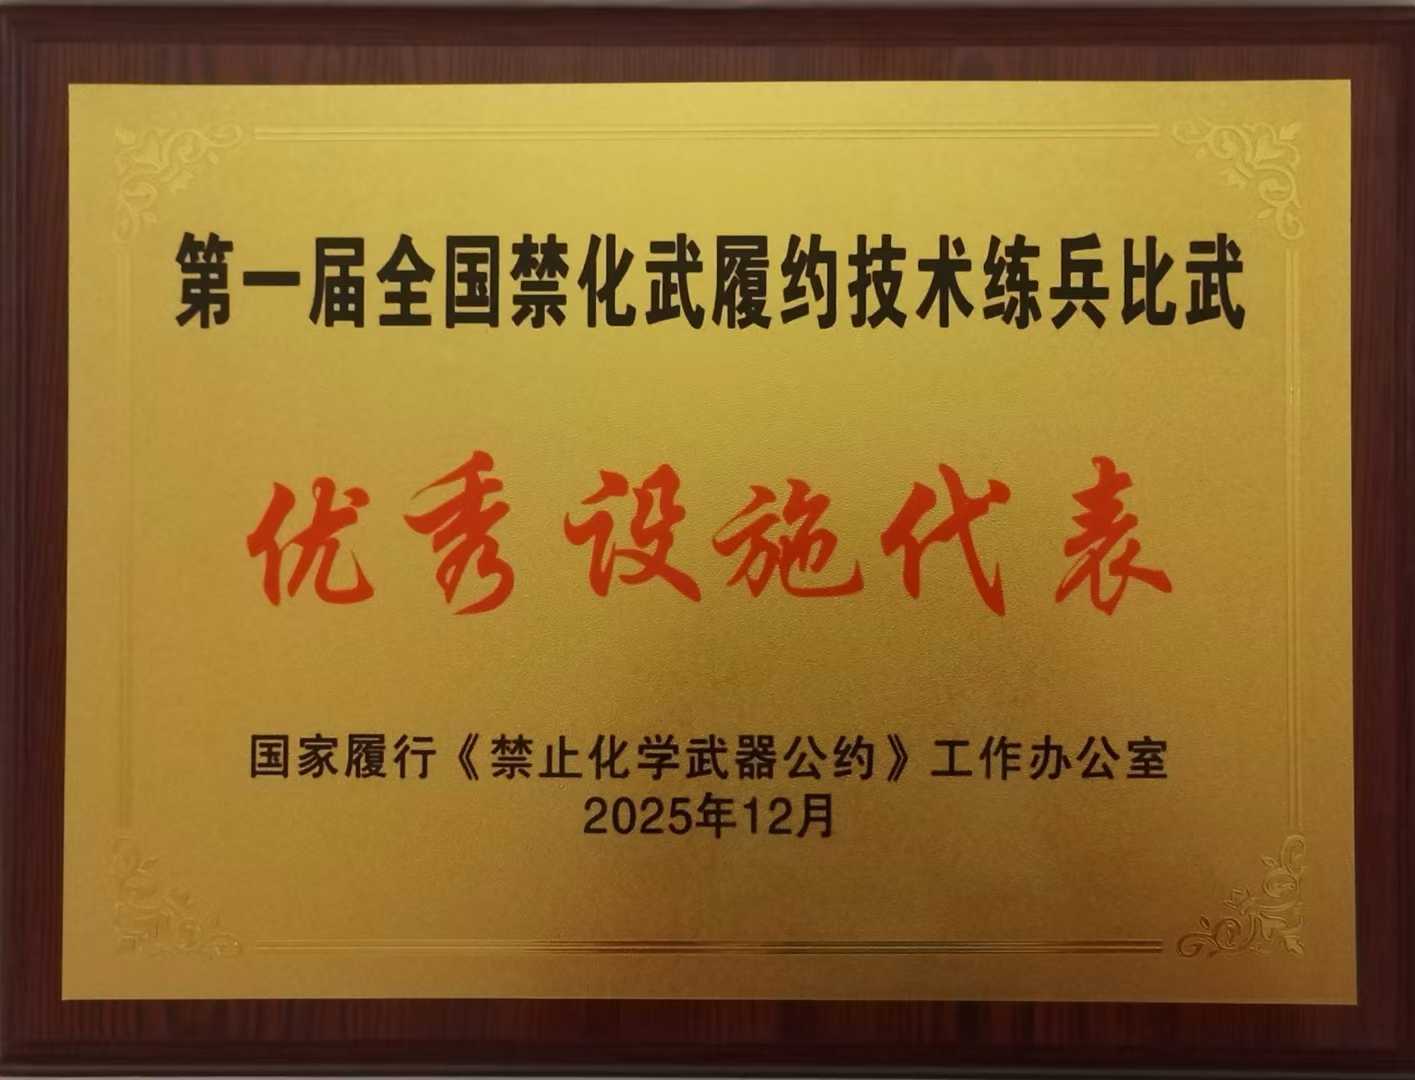 第一届全国禁化武履约技术练兵比武
优秀设施代表
国家履行《禁止化学武器公约》工作办公室
2025年12月